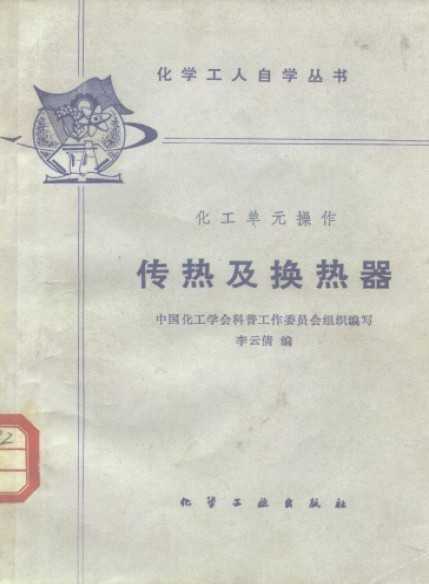 化学工人自学丛书
化工单元操作
传热及换热器
中国化工学会科普工作委员会组织编写
李云倩 编
化学工业出版社